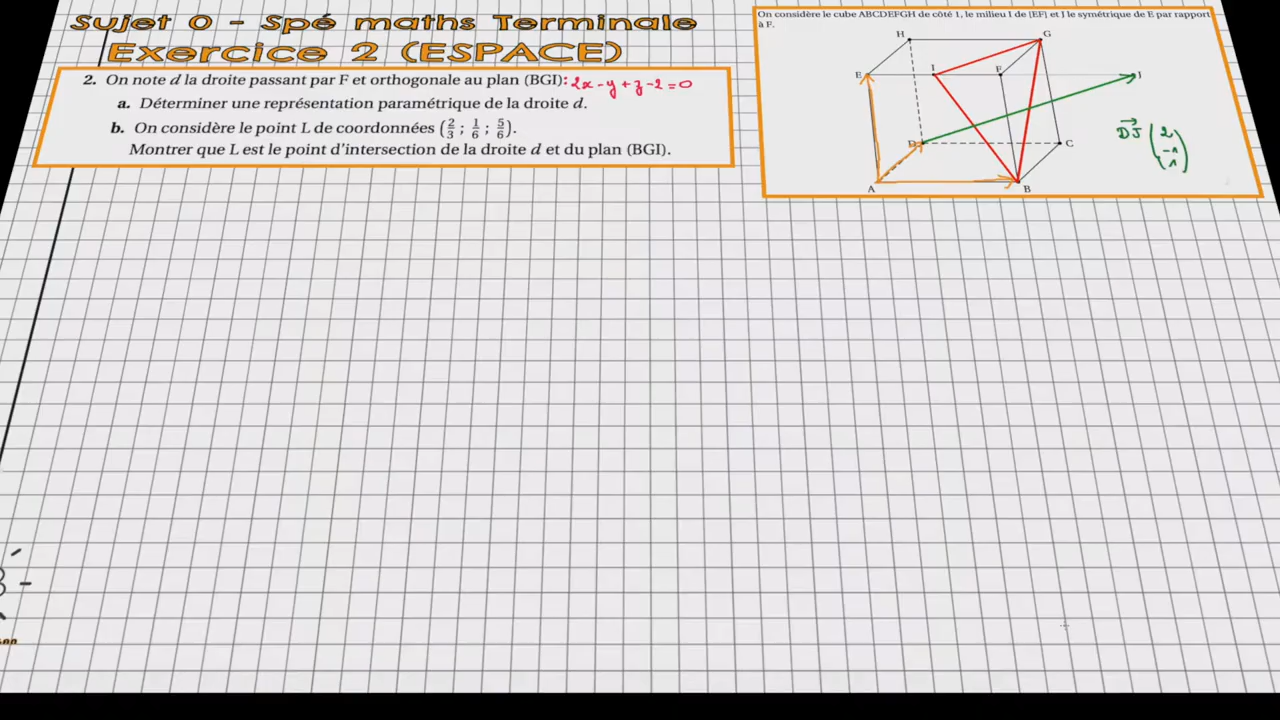 Sujet 0 - Spé maths Terminale
Exercice 2 (ESPACE)
2. On note d la droite passant par F et orthogonale au plan (BGI): 2x - y + z - 2 = 0
a. Déterminer une représentation paramétrique de la droite d.
b. On considère le point L de coordonnées (2/3 ; 1/6 ; 5/6).
Montrer que L est le point d'intersection de la droite d et du plan (BGI).
On considère le cube ABCDEFGH de côté 1, le milieu I de [EF] et J le symétrique de E par rapport
à F.
H G
E I F J
DJ→ (2
-1
1)
D C
A B